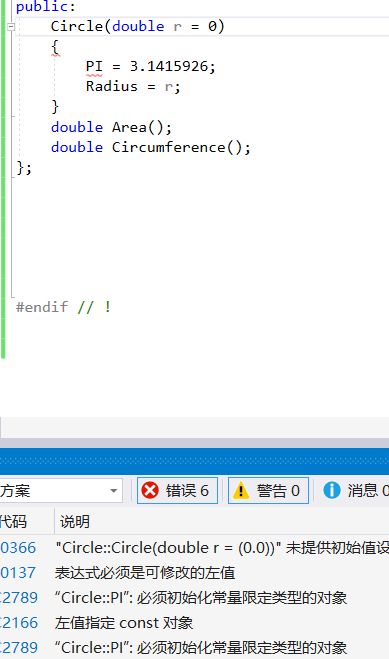 public:
Circle(double r = 0)
{
PI = 3.1415926;
Radius = r;
}
double Area();
double Circumference();
};
#endif // !
方案
错误 6
警告 0
消息 0
代码
说明
0366 "Circle::Circle(double r = (0.0))" 未提供初始值设
0137 表达式必须是可修改的左值
C2789 “Circle::PI”: 必须初始化常量限定类型的对象
C2166 左值指定 const 对象
C2789 “Circle::PI”: 必须初始化常量限定类型的对象